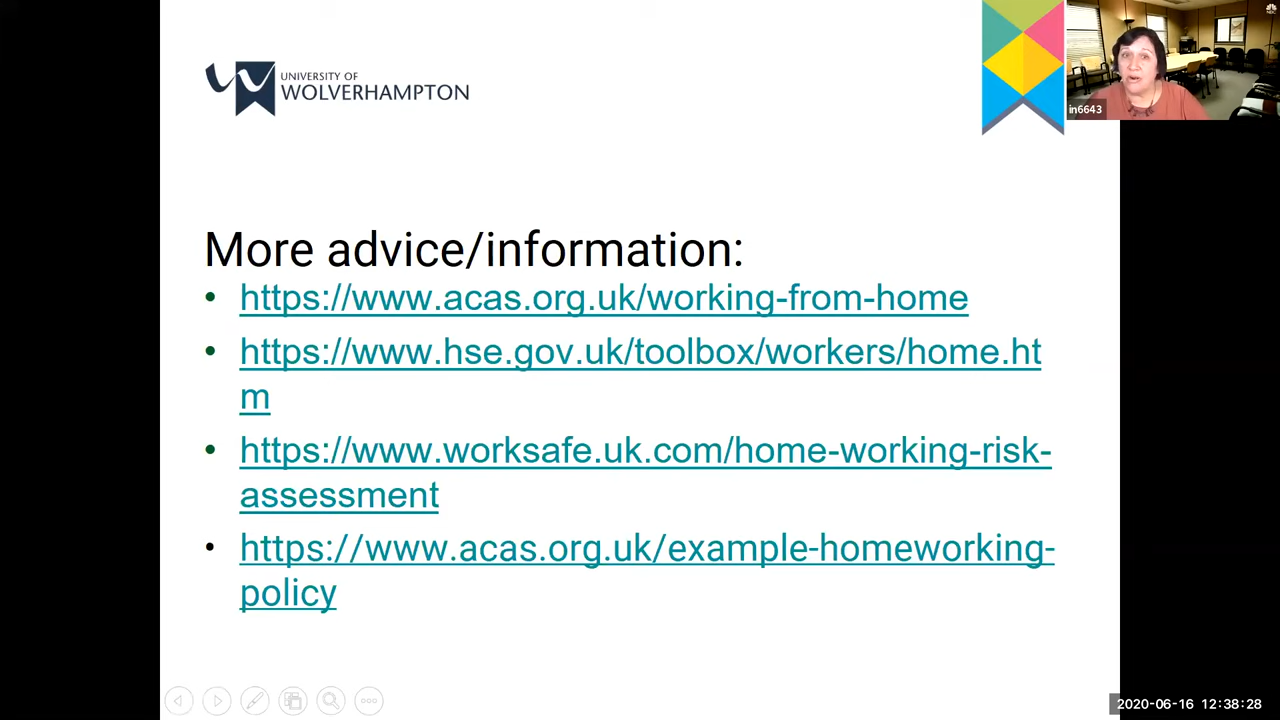 UNIVERSITY OF
WOLVERHAMPTON
in6643
More advice/information:
• https://www.acas.org.uk/working-from-home
• https://www.hse.gov.uk/toolbox/workers/home.ht
m
• https://www.worksafe.uk.com/home-working-risk-
assessment
• https://www.acas.org.uk/example-homeworking-
policy
2020-06-16 12:38:28